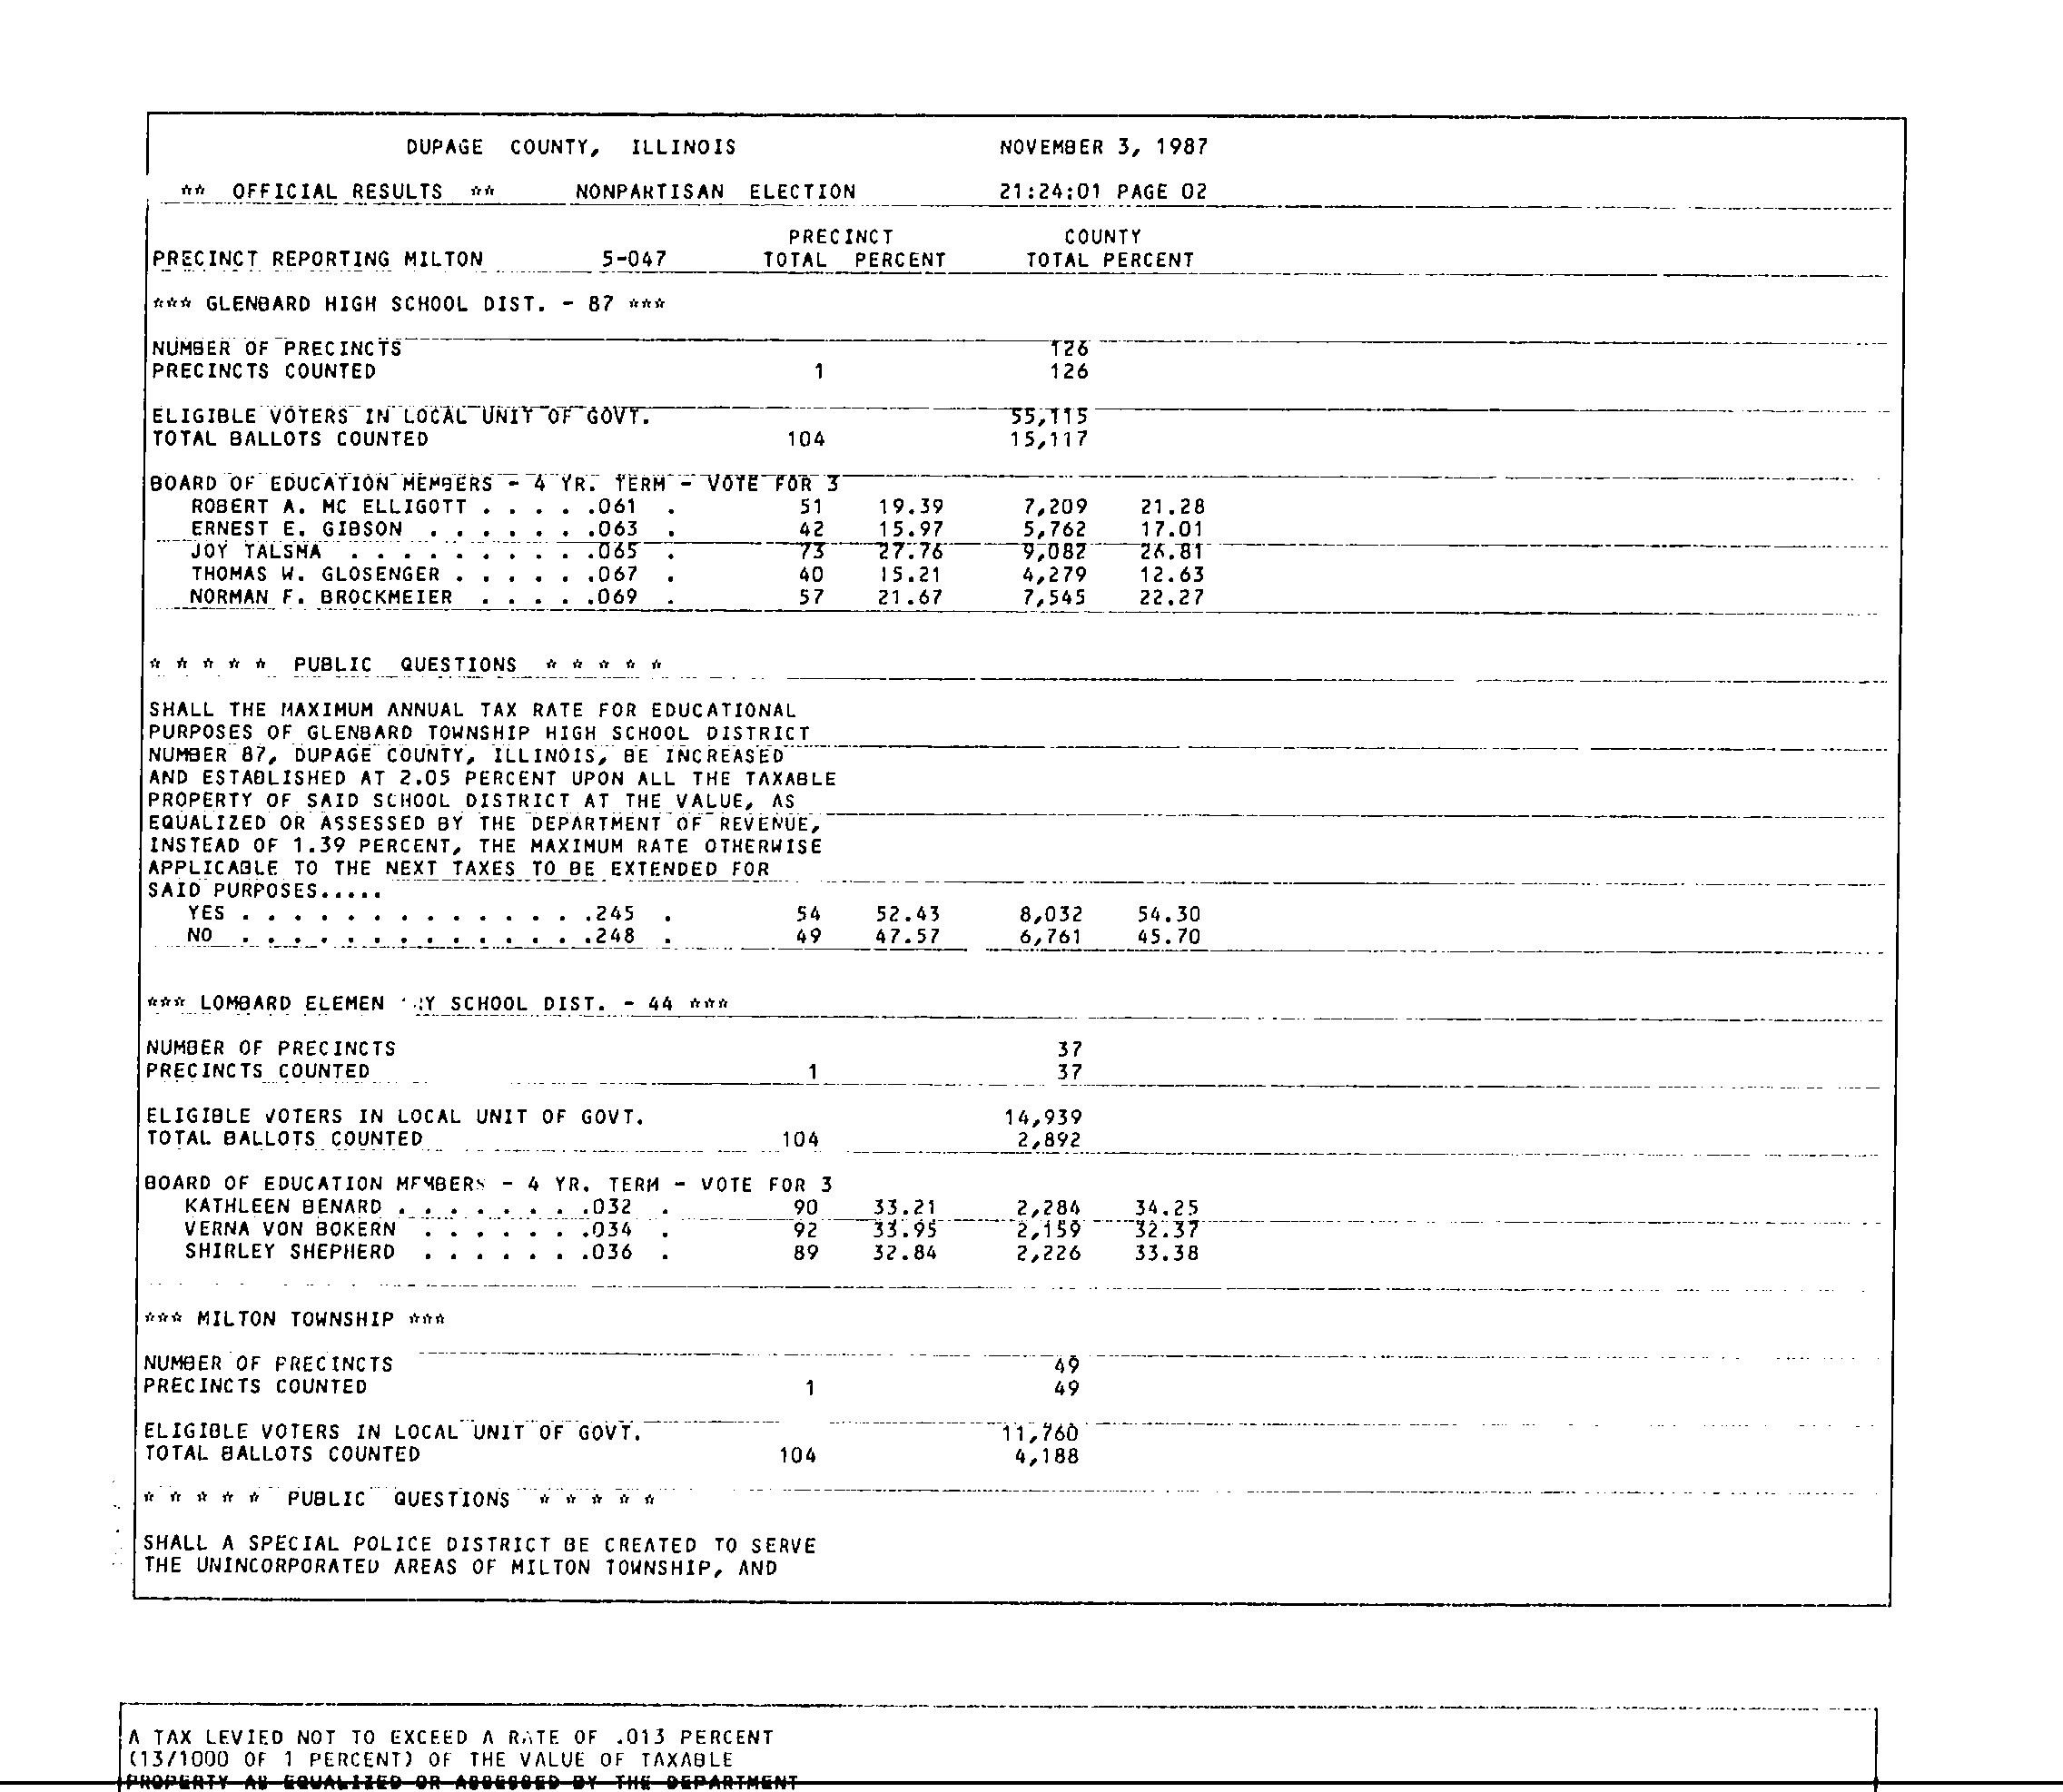 DUPAGE COUNTY, ILLINOIS NOVEMBER 3, 1987
** OFFICIAL RESULTS ** NONPARTISAN ELECTION 21:24:01 PAGE 02
PRECINCT COUNTY
PRECINCT REPORTING MILTON 5-047 TOTAL PERCENT TOTAL PERCENT
*** GLENBARD HIGH SCHOOL DIST. - 87 ***
NUMBER OF PRECINCTS 126
PRECINCTS COUNTED 1 126
ELIGIBLE VOTERS IN LOCAL UNIT OF GOVT. 55,115
TOTAL BALLOTS COUNTED 104 15,117
BOARD OF EDUCATION MEMBERS - 4 YR. TERM - VOTE FOR 3
ROBERT A. MC ELLIGOTT . . . . .061 . 51 19.39 7,209 21.28
ERNEST E. GIBSON . . . . . . .063 . 42 15.97 5,762 17.01
JOY TALSMA . . . . . . . . . .065 . 73 27.76 9,082 26.81
THOMAS W. GLOSENGER . . . . . .067 . 40 15.21 4,279 12.63
NORMAN F. BROCKMEIER . . . . .069 . 57 21.67 7,545 22.27
* * * * * PUBLIC QUESTIONS * * * * *
SHALL THE MAXIMUM ANNUAL TAX RATE FOR EDUCATIONAL
PURPOSES OF GLENBARD TOWNSHIP HIGH SCHOOL DISTRICT
NUMBER 87, DUPAGE COUNTY, ILLINOIS, BE INCREASED
AND ESTABLISHED AT 2.05 PERCENT UPON ALL THE TAXABLE
PROPERTY OF SAID SCHOOL DISTRICT AT THE VALUE, AS
EQUALIZED OR ASSESSED BY THE DEPARTMENT OF REVENUE,
INSTEAD OF 1.39 PERCENT, THE MAXIMUM RATE OTHERWISE
APPLICABLE TO THE NEXT TAXES TO BE EXTENDED FOR
SAID PURPOSES.....
YES . . . . . . . . . . . . . .245 . 54 52.43 8,032 54.30
NO . . . . . . . . . . . . . .248 . 49 47.57 6,761 45.70
*** LOMBARD SCHOOL DIST. - 44 ***
NUMBER OF PRECINCTS 37
PRECINCTS COUNTED 1 37
ELIGIBLE VOTERS IN LOCAL UNIT OF GOVT. 14,939
TOTAL BALLOTS COUNTED 104 2,892
BOARD OF EDUCATION MEMBERS - 4 YR. TERM - VOTE FOR 3
KATHLEEN BENARD . . . . . . . .032 . 90 33.21 2,284 34.25
VERNA VON BOKERN . . . . . . .034 . 92 33.95 2,159 32.37
SHIRLEY SHEPHERD . . . . . . .036 . 89 32.84 2,226 33.38
*** MILTON TOWNSHIP ***
NUMBER OF PRECINCTS 49
PRECINCTS COUNTED 1 49
ELIGIBLE VOTERS IN LOCAL UNIT OF GOVT. 11,760
TOTAL BALLOTS COUNTED 104 4,188
* * * * * PUBLIC QUESTIONS * * * * *
SHALL A SPECIAL POLICE DISTRICT BE CREATED TO SERVE
THE UNINCORPORATED AREAS OF MILTON TOWNSHIP, AND
A TAX LEVIED NOT TO EXCEED A RATE OF .013 PERCENT
(13/1000 OF 1 PERCENT) OF THE VALUE OF TAXABLE
PROPERTY AS EQUALIZED OR ASSESSED BY THE DEPARTMENT